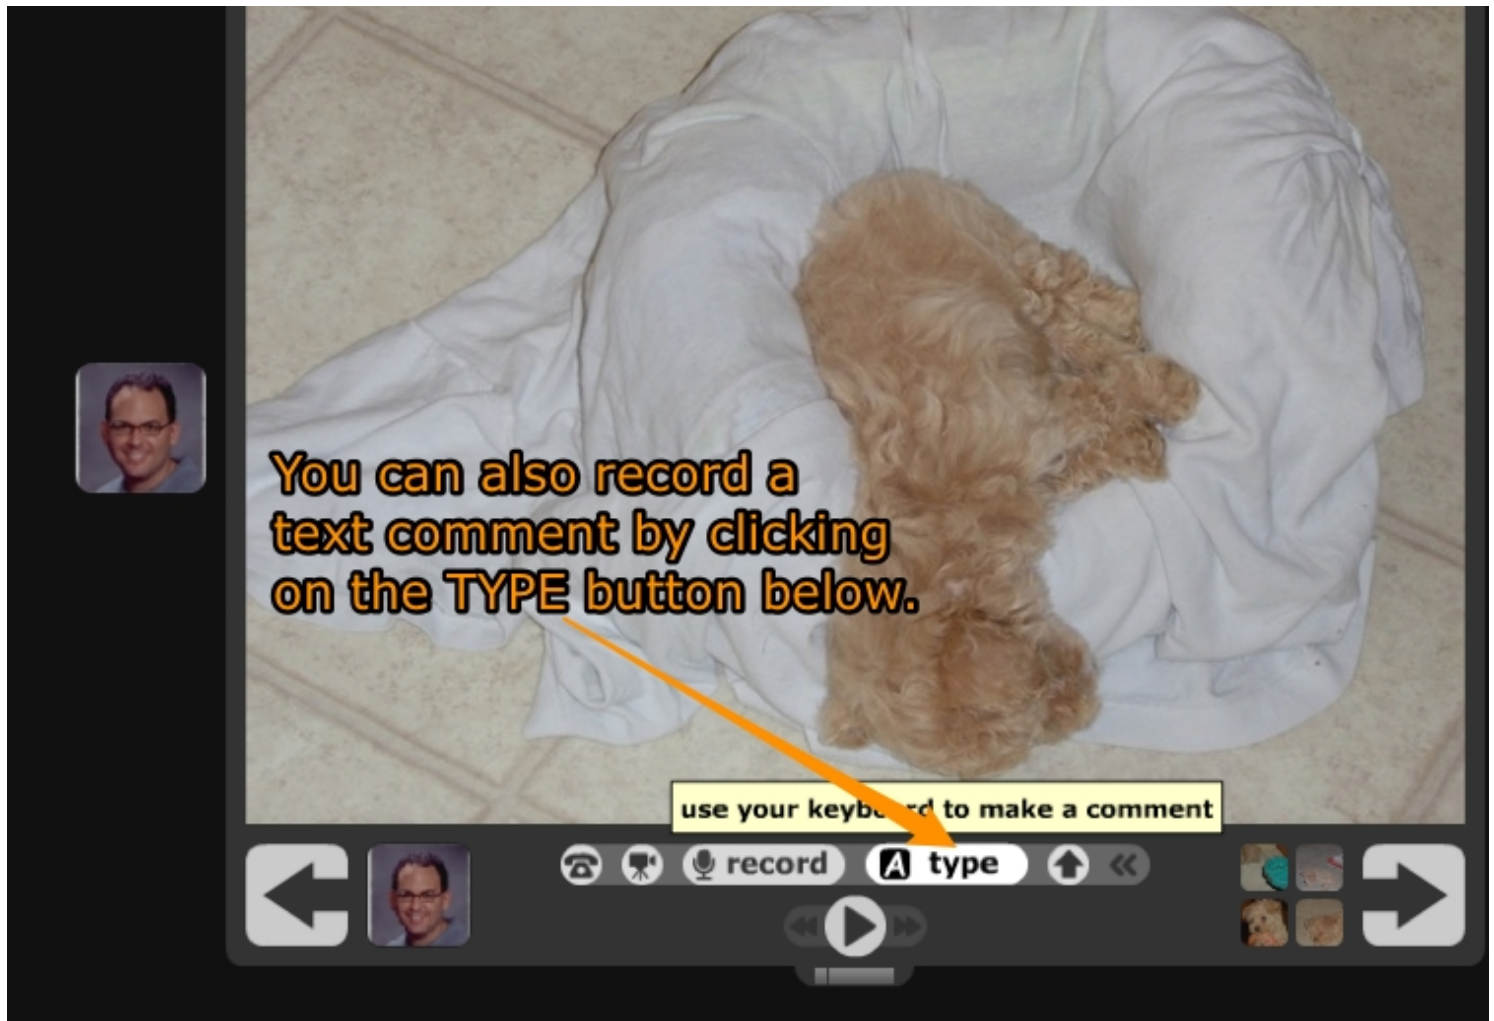 You can also record a
text comment by clicking
on the TYPE button below.
use your keyboard to make a comment
record
A type